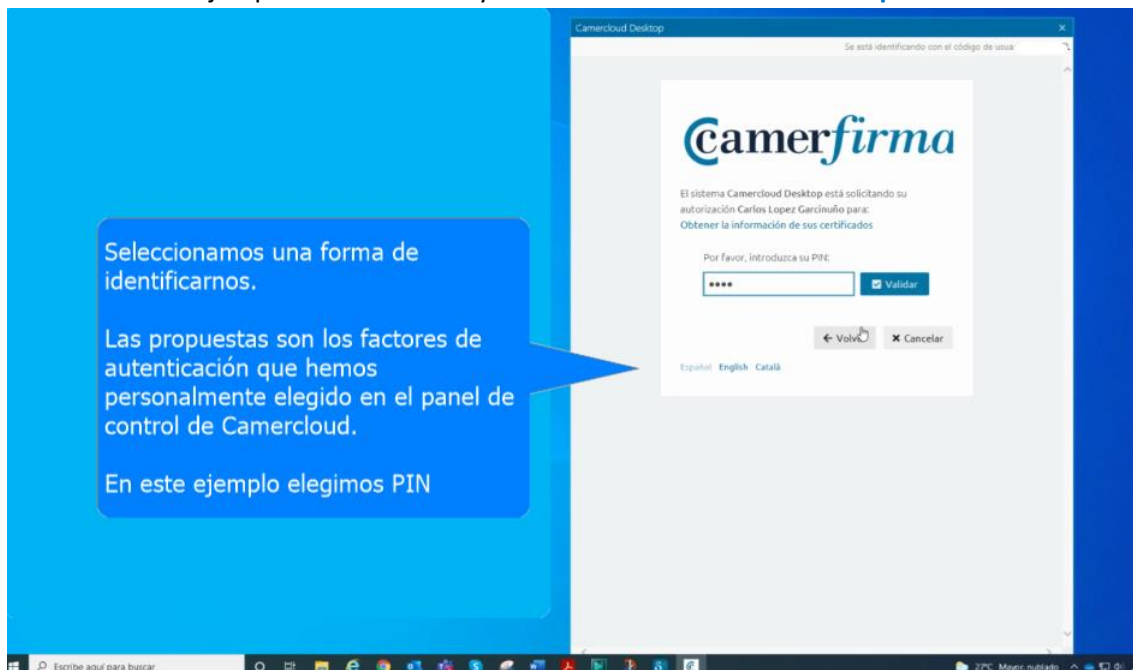 Camercloud Desktop
Se está identificando con el código de usua
camerfirma
El sistema Camercloud Desktop está solicitando su
autorización Carlos Lopez Garcinuño para:
Obtener la información de sus certificados
Por favor, introduzca su PIN:
Validar
Volve
Cancelar
Español English Català
Seleccionamos una forma de
identificarnos.
Las propuestas son los factores de
autenticación que hemos
personalmente elegido en el panel de
control de Camercloud.
En este ejemplo elegimos PIN
Escribe aquí para buscar
27°C Mayor. nublado